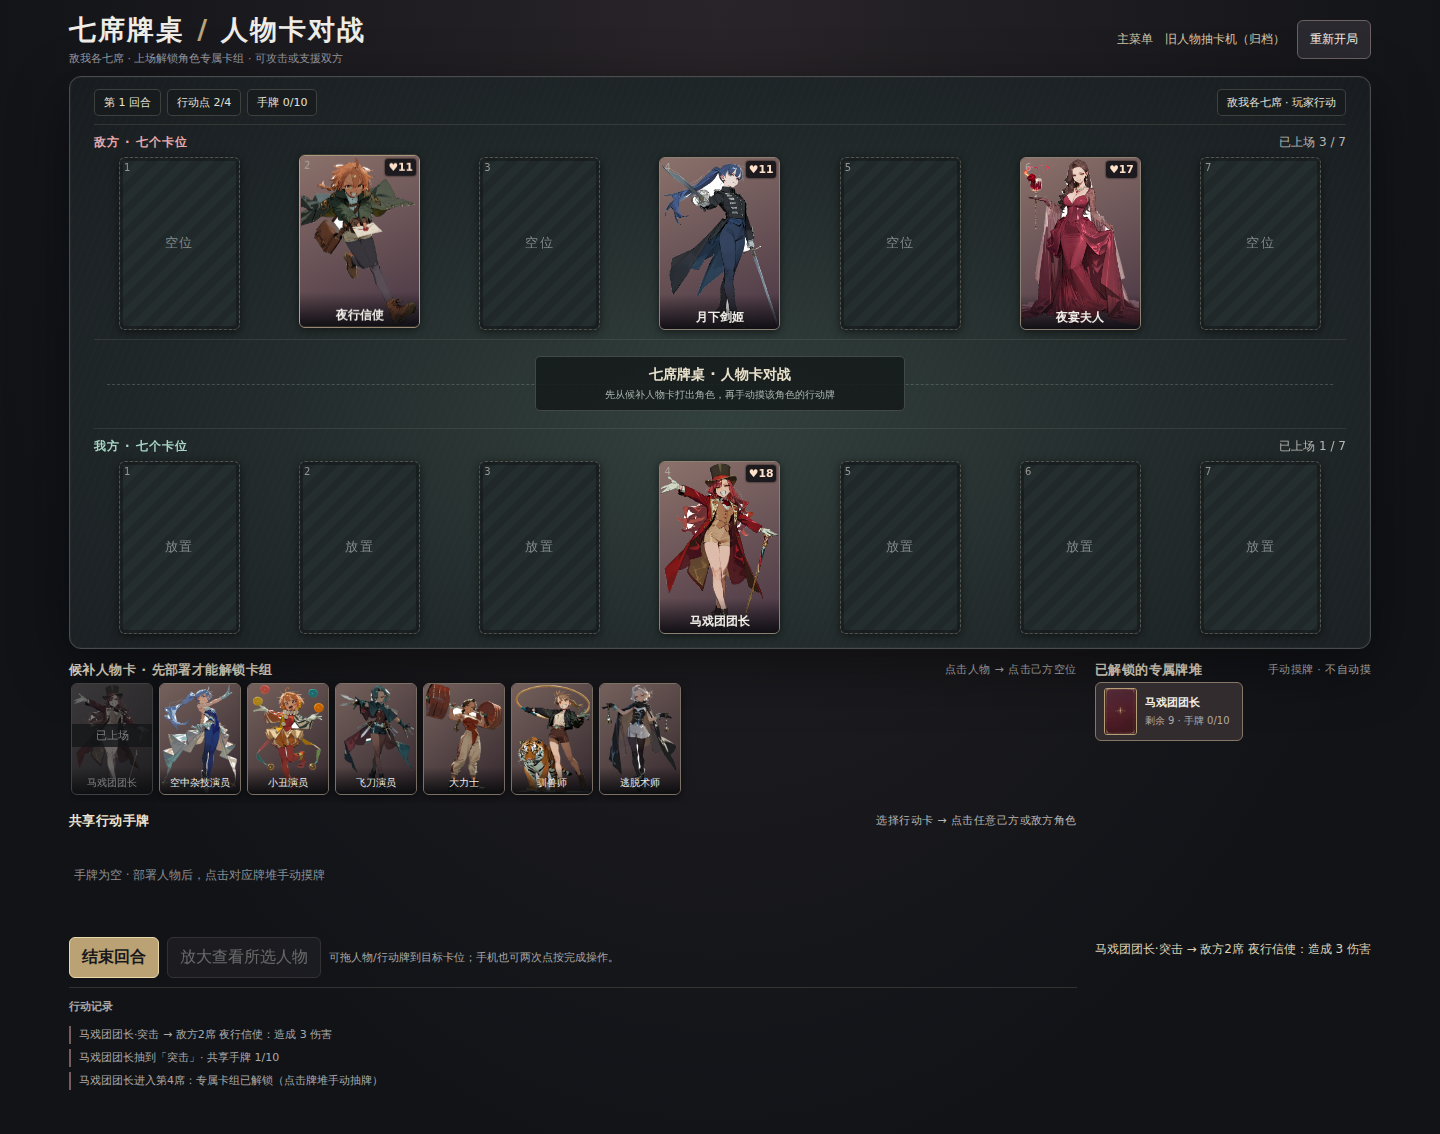 七席牌桌 / 人物卡对战
敌我各七席 · 上场解锁角色专属卡组 · 可攻击或支援双方
主菜单 旧人物抽卡机（归档） 重新开局
第 1 回合 行动点 2/4 手牌 0/10 敌我各七席 · 玩家行动
敌方 · 七个卡位 已上场 3 / 7
1 2 ♥11 3 4 ♥11 5 6 ♥17 7
空位 空位 空位 空位
夜行信使 月下剑姬 夜宴夫人
七席牌桌 · 人物卡对战
先从候补人物卡打出角色，再手动摸该角色的行动牌
我方 · 七个卡位 已上场 1 / 7
1 2 3 4 ♥18 5 6 7
放置 放置 放置 放置 放置 放置
马戏团团长
候补人物卡 · 先部署才能解锁卡组 点击人物 → 点击己方空位 已解锁的专属牌堆 手动摸牌 · 不自动摸
已上场
马戏团团长 空中杂技演员 小丑演员 飞刀演员 大力士 驯兽师 逃脱术师
马戏团团长
剩余 9 · 手牌 0/10
共享行动手牌 选择行动卡 → 点击任意己方或敌方角色
手牌为空 · 部署人物后，点击对应牌堆手动摸牌
结束回合 放大查看所选人物 可拖人物/行动牌到目标卡位；手机也可两次点按完成操作。
马戏团团长·突击 → 敌方2席 夜行信使：造成 3 伤害
行动记录
马戏团团长·突击 → 敌方2席 夜行信使：造成 3 伤害
马戏团团长抽到「突击」· 共享手牌 1/10
马戏团团长进入第4席：专属卡组已解锁（点击牌堆手动抽牌）